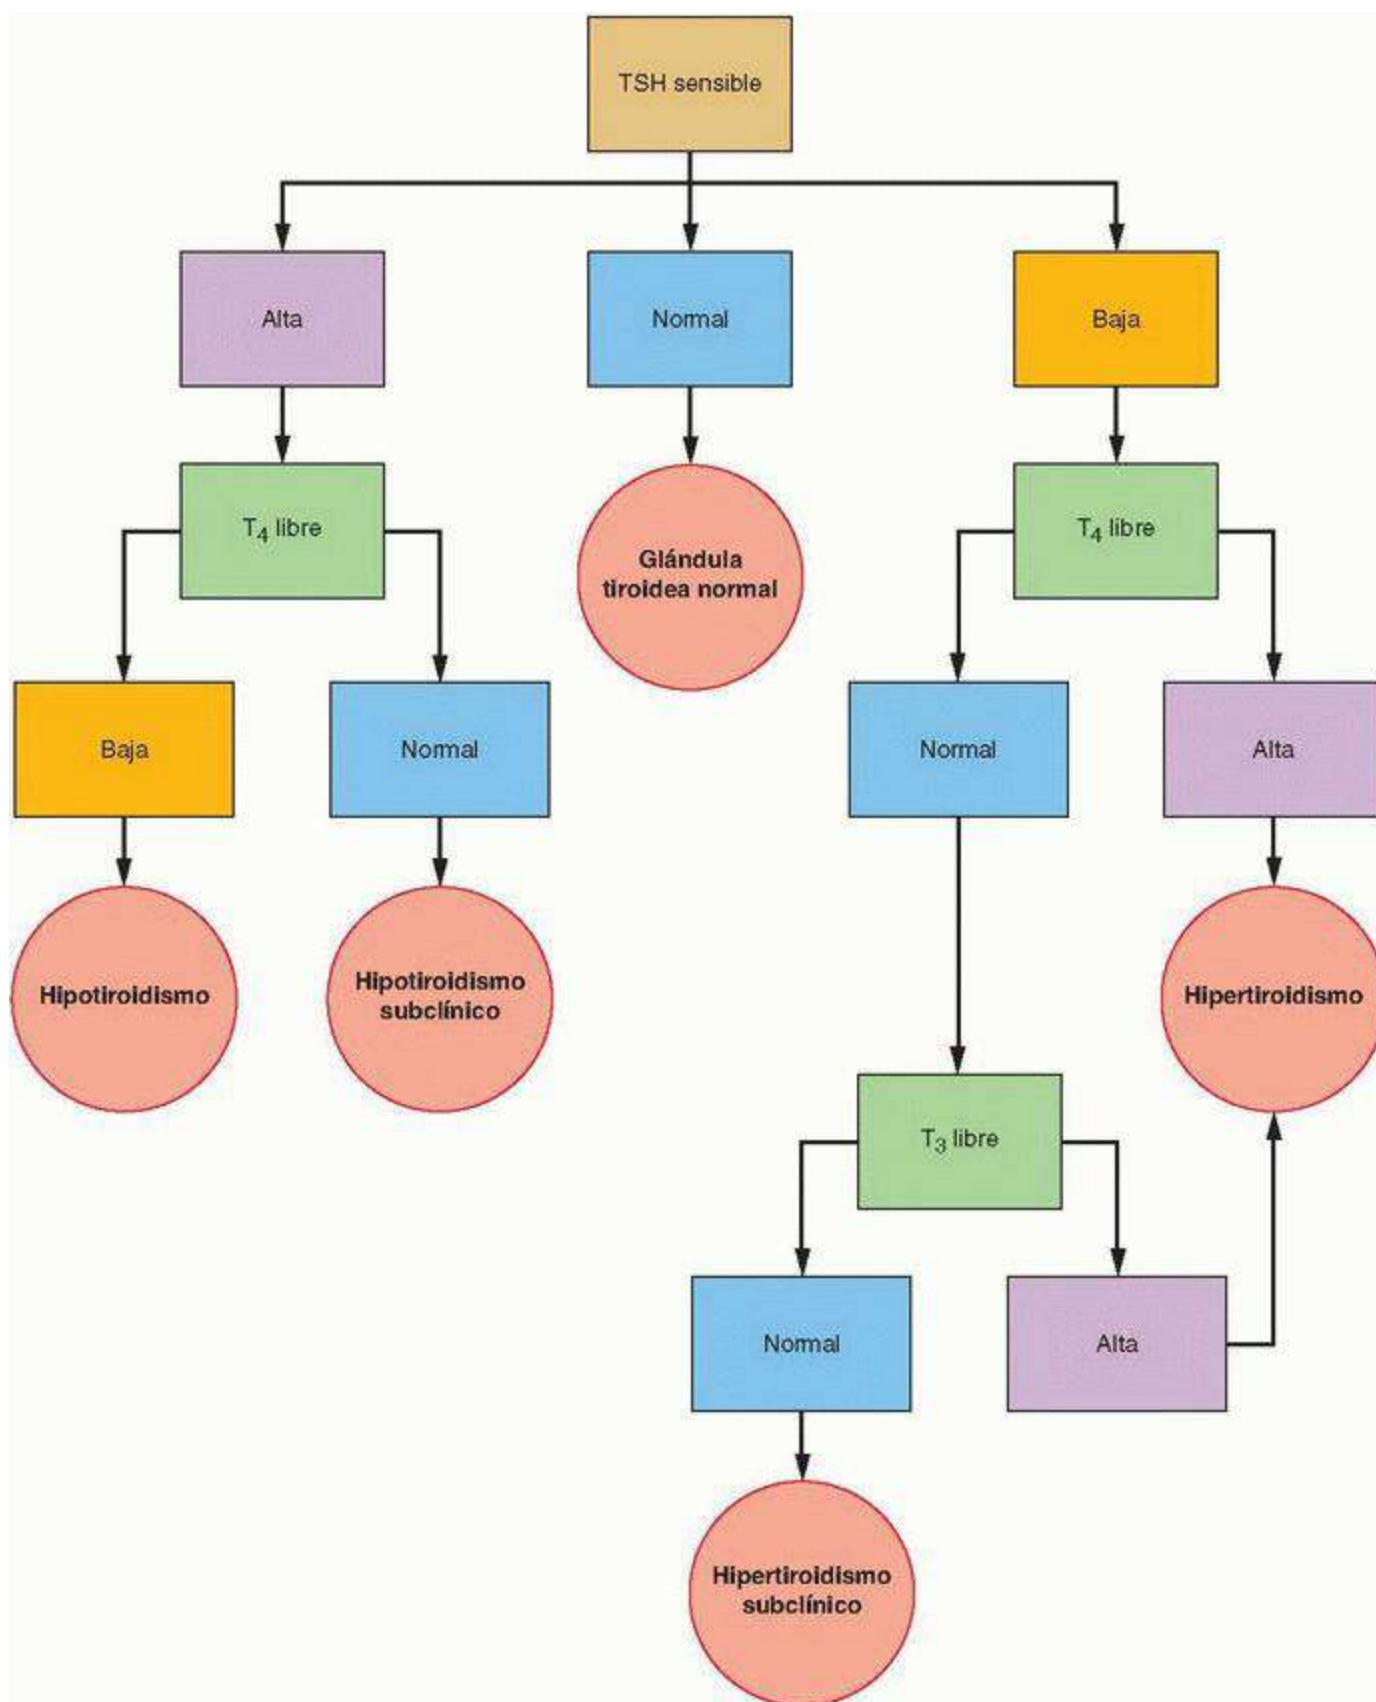 TSH sensible
Alta
Normal
Baja
T4 libre
T4 libre
Glándula
tiroidea normal
Baja
Normal
Normal
Alta
Hipotiroidismo
Hipotiroidismo
subclínico
Hipertiroidismo
T3 libre
Normal
Alta
Hipertiroidismo
subclínico